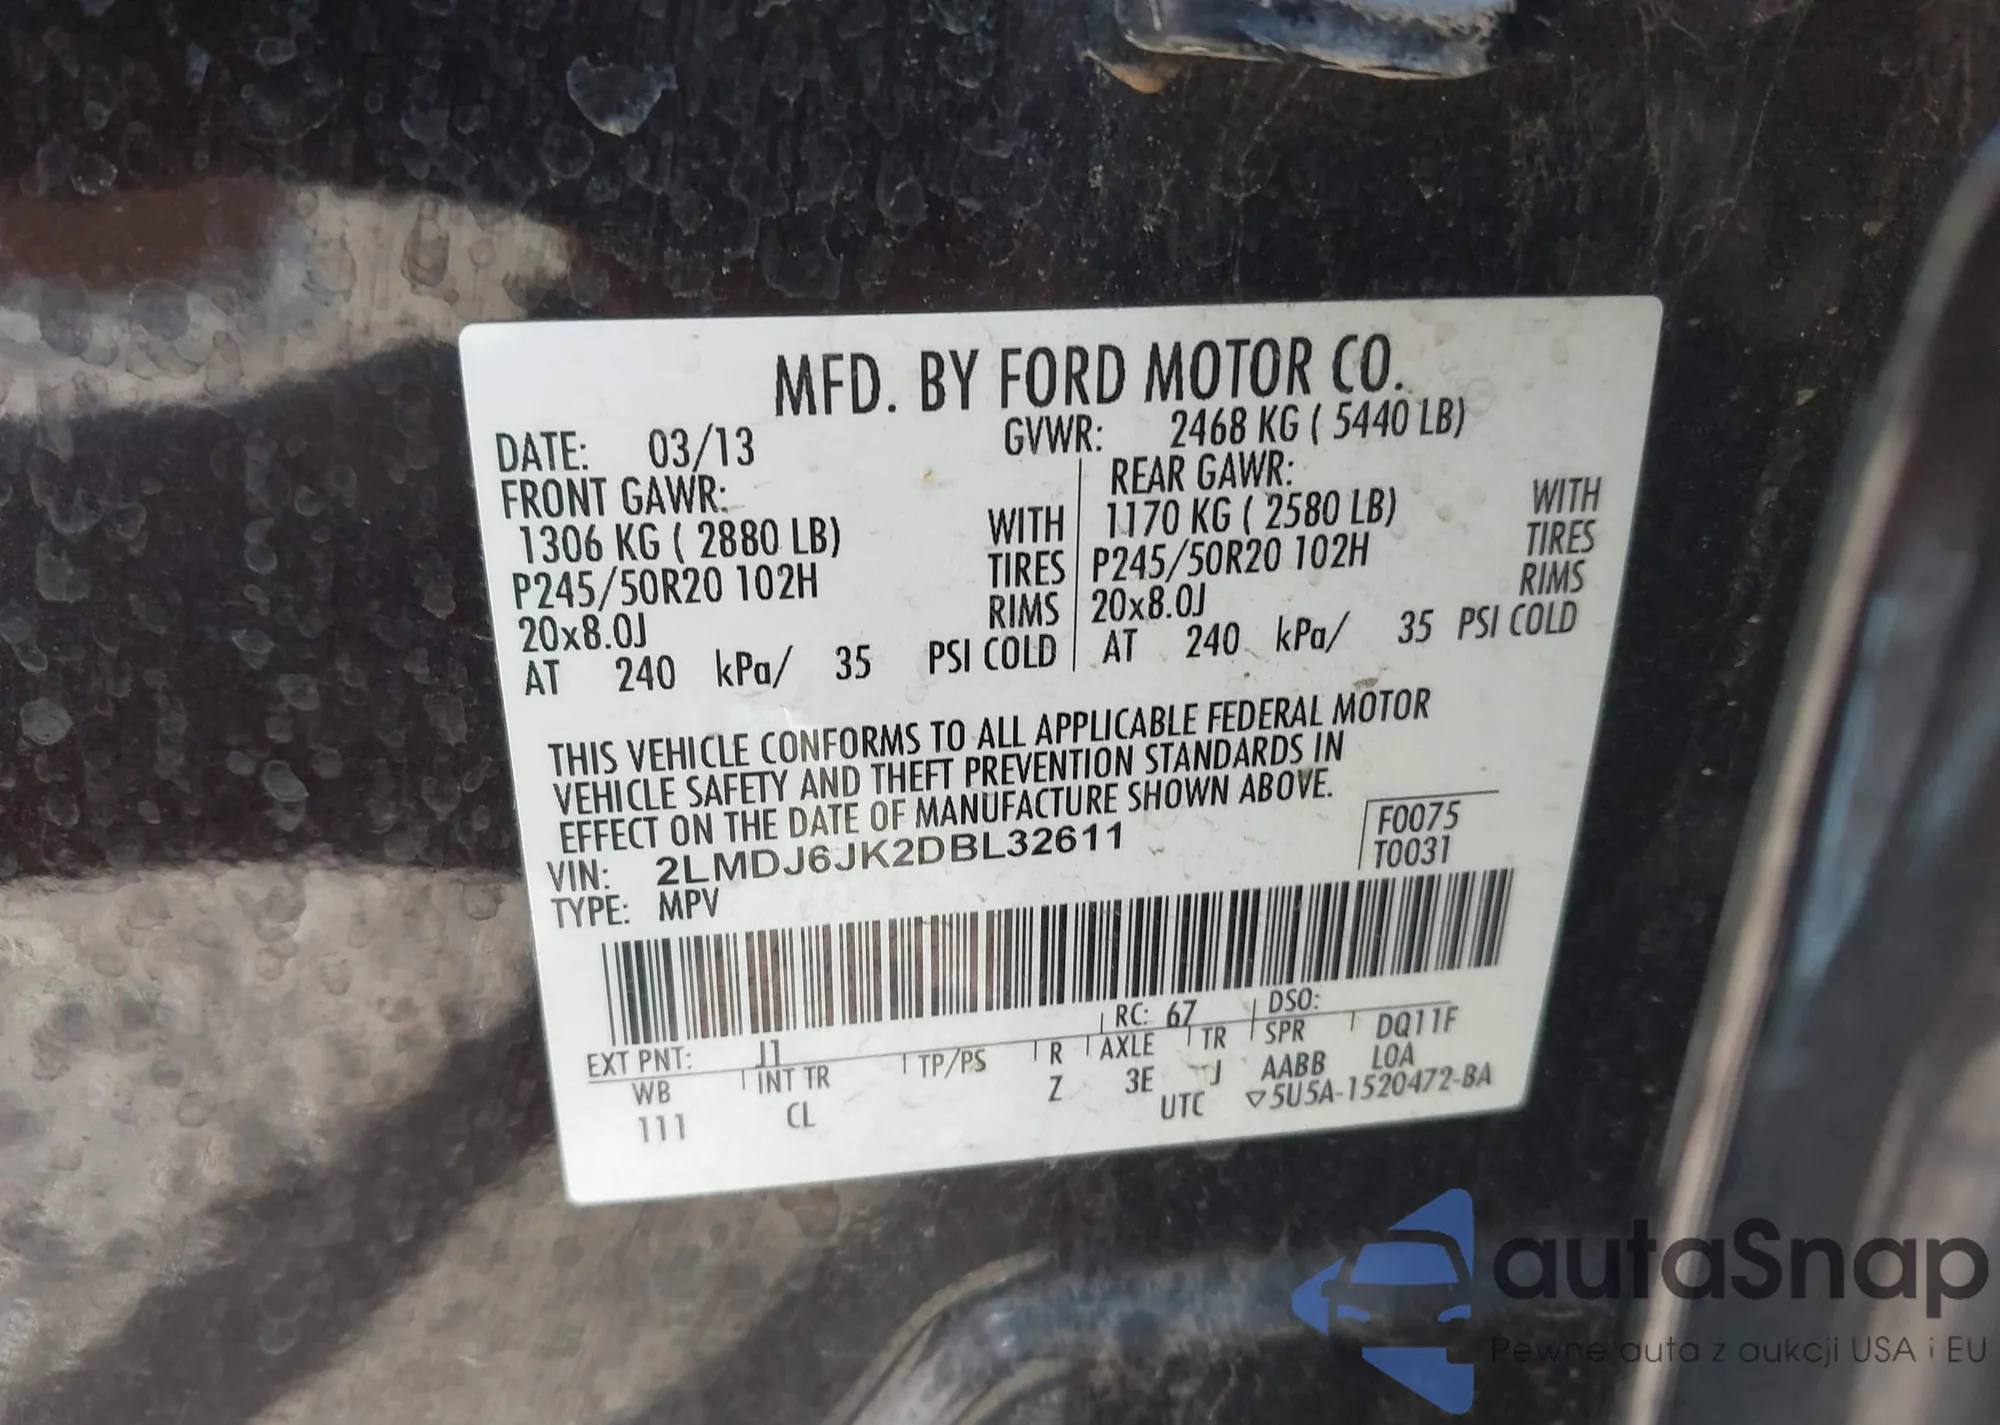 MFD. BY FORD MOTOR CO.
DATE: 03/13 GVWR: 2468 KG ( 5440 LB)
FRONT GAWR: REAR GAWR:
1306 KG ( 2880 LB) WITH 1170 KG ( 2580 LB) WITH
P245/50R20 102H TIRES P245/50R20 102H TIRES
20x8.0J RIMS 20x8.0J RIMS
AT 240 kPa/ 35 PSI COLD AT 240 kPa/ 35 PSI COLD
THIS VEHICLE CONFORMS TO ALL APPLICABLE FEDERAL MOTOR
VEHICLE SAFETY AND THEFT PREVENTION STANDARDS IN
EFFECT ON THE DATE OF MANUFACTURE SHOWN ABOVE.
VIN: 2LMDJ6JK2DBL32611
TYPE: MPV
F0075
T0031
EXT PNT: J1 RC: 67 DSO:
WB INT TR TP/PS R AXLE TR SPR DQ11F
111 CL Z 3E J AABB LOA
UTC ▽5U5A-1520472-BA
autaSnap
Pewne auta z aukcji USA i EU